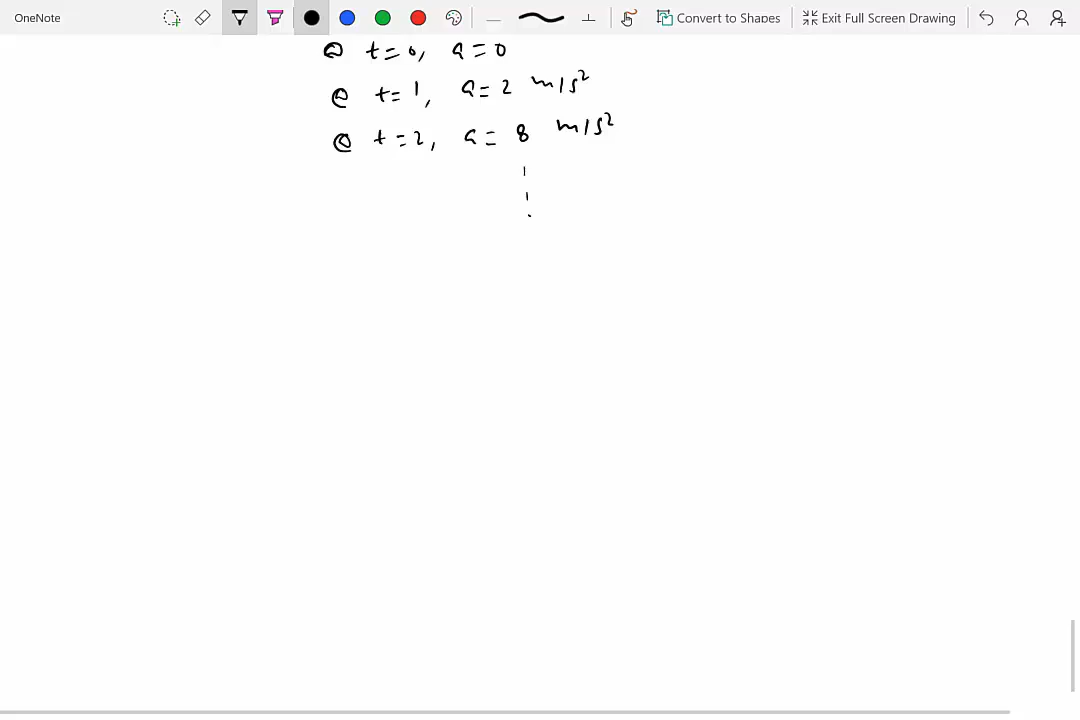 OneNote
Convert to Shapes
Exit Full Screen Drawing
@ t=0, a=0
@ t=1, a=2 m/s²
@ t=2, a=8 m/s²